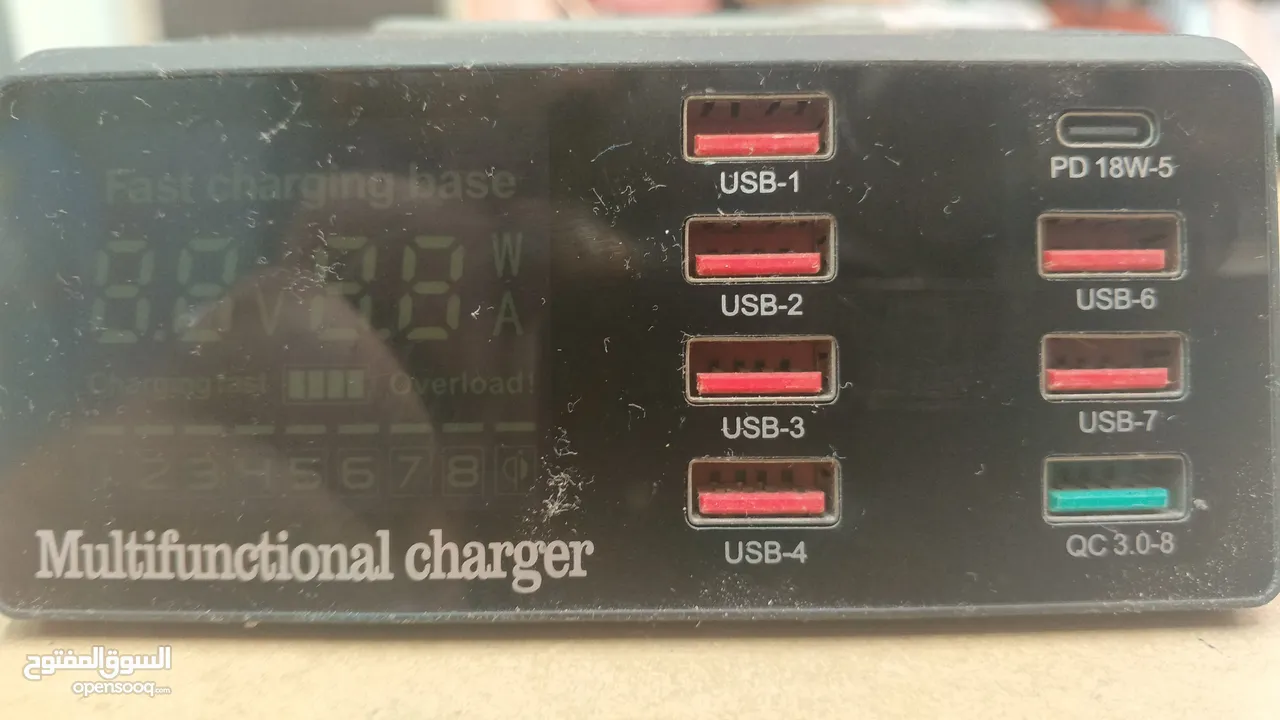 Fast charging base
88V8.88
W
A
Charging fast Overload!
2 3 4 5 6 7 8
Multifunctional charger
USB-1
USB-2
USB-3
USB-4
PD 18W-5
USB-6
USB-7
QC 3.0-8
السوق المفتوح
opensooq.com